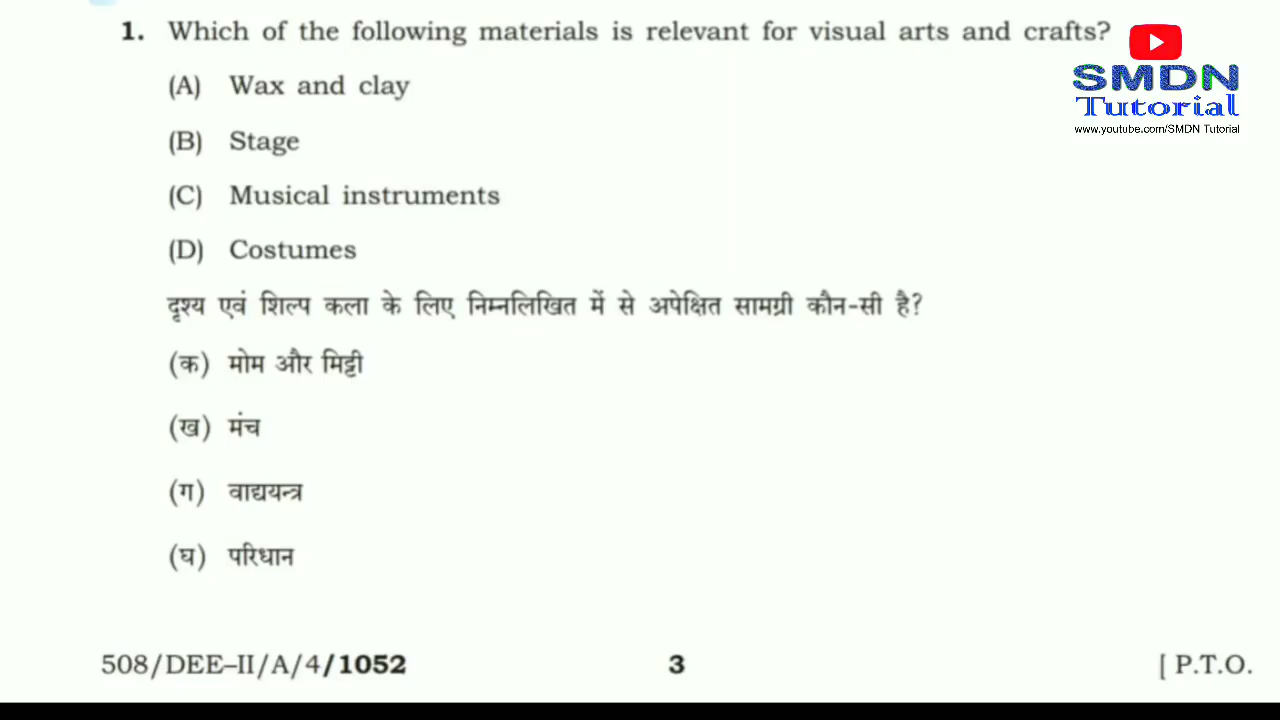 1. Which of the following materials is relevant for visual arts and crafts?
SMDN
Tutorial
www.youtube.com/SMDN Tutorial
(A) Wax and clay
(B) Stage
(C) Musical instruments
(D) Costumes
दृश्य एवं शिल्प कला के लिए निम्नलिखित में से अपेक्षित सामग्री कौन-सी है?
(क) मोम और मिट्टी
(ख) मंच
(ग) वाद्ययन्त्र
(घ) परिधान
508/DEE–II/A/4/1052 3 [ P.T.O.